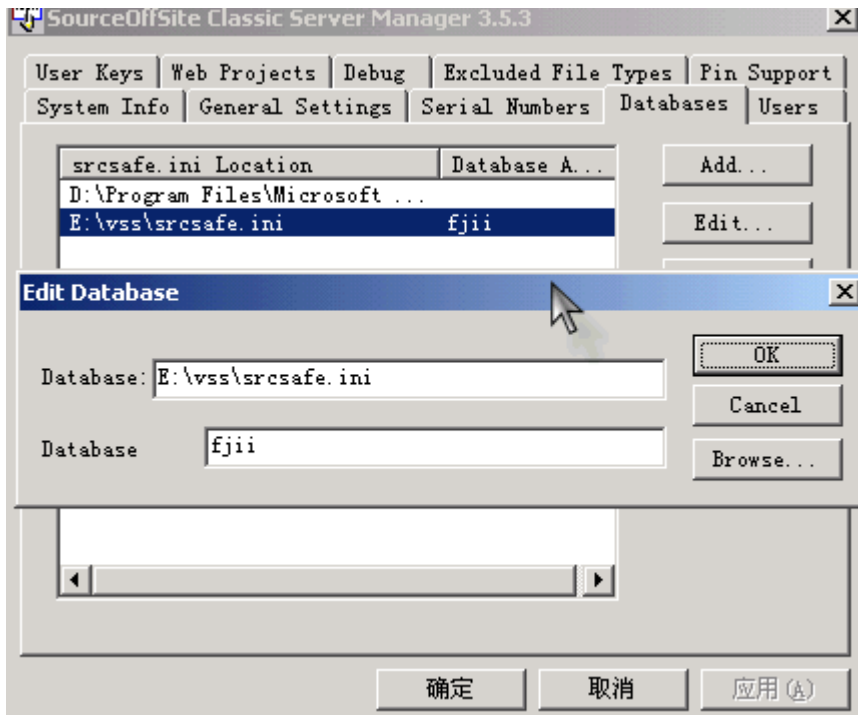 SourceOffSite Classic Server Manager 3.5.3
User Keys Web Projects Debug Excluded File Types Pin Support
System Info General Settings Serial Numbers Databases Users
srcsafe.ini Location Database A... Add...
D:\Program Files\Microsoft ...
E:\vss\srcsafe.ini fjii Edit...
Edit Database
OK
Database: E:\vss\srcsafe.ini
Cancel
Database fjii
Browse...
确定 取消 应用(A)